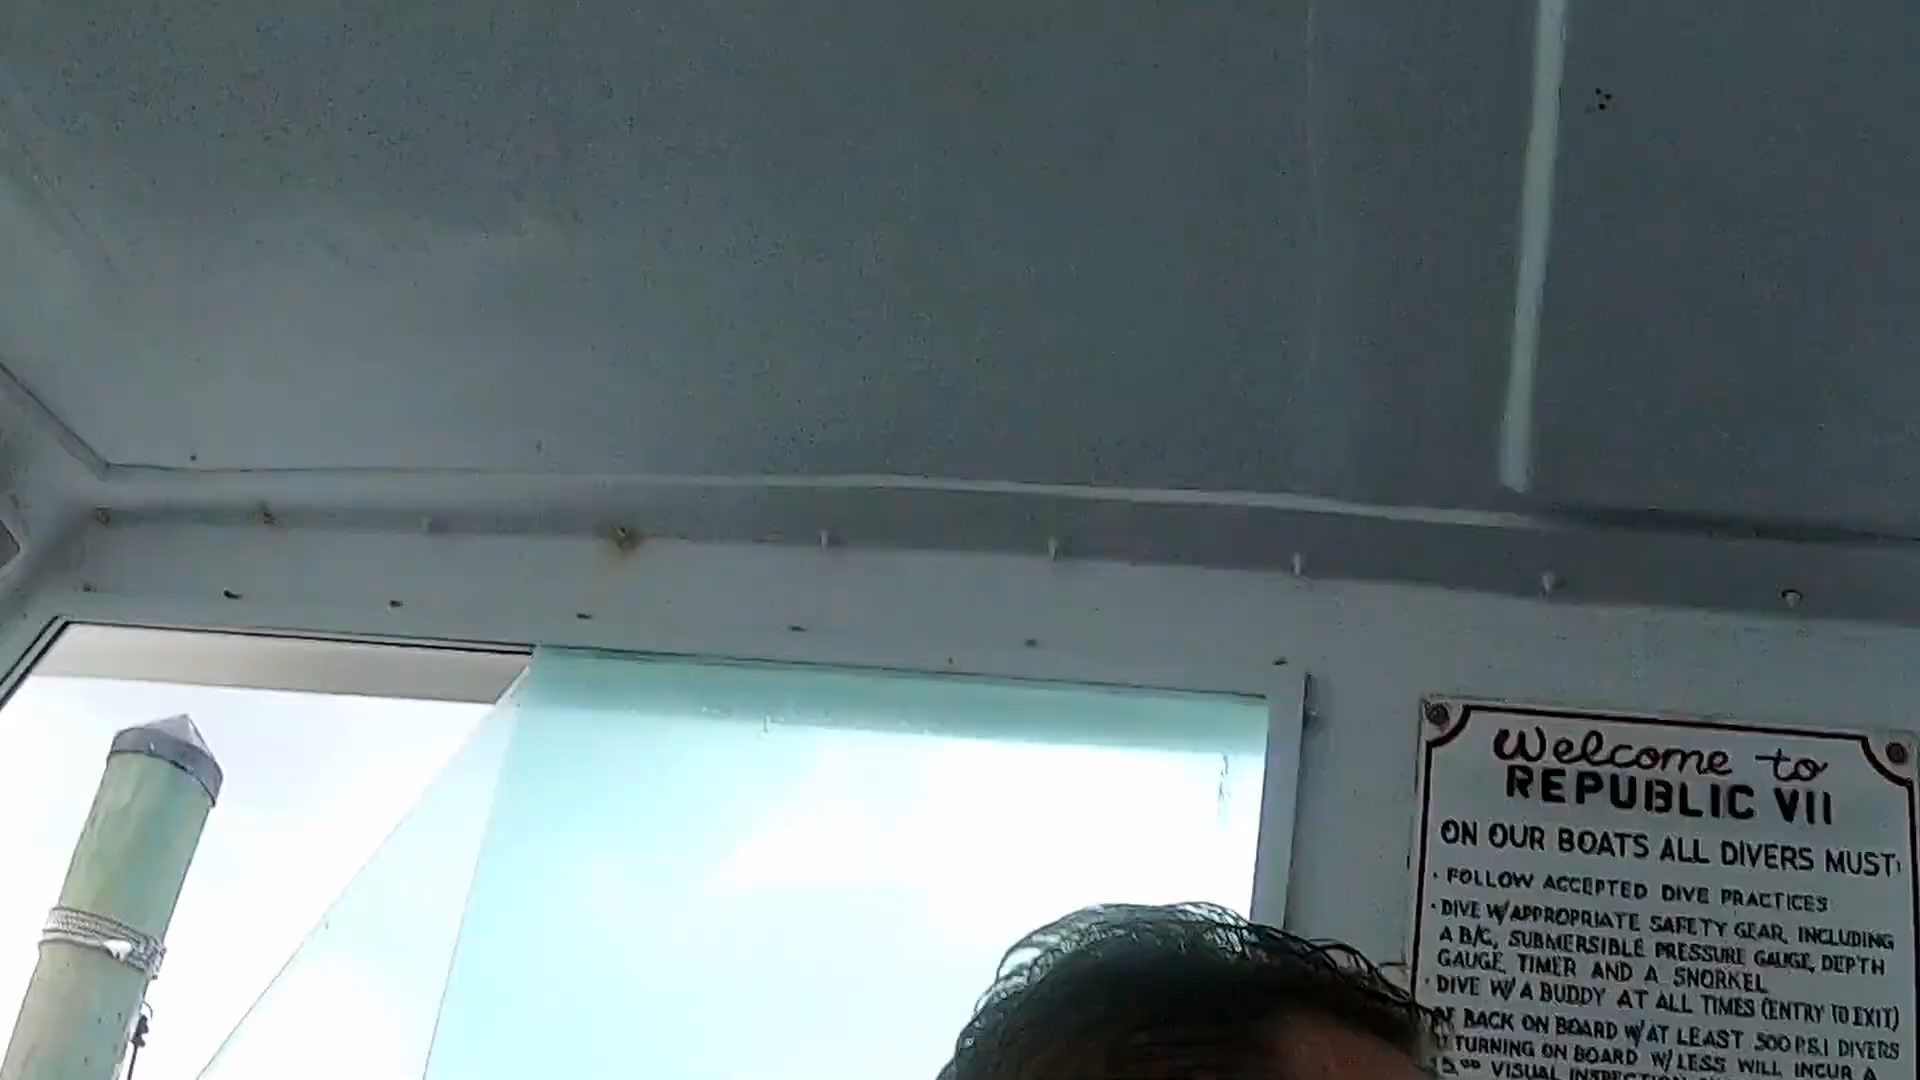 Welcome to
REPUBLIC VII
ON OUR BOATS ALL DIVERS MUST:
· FOLLOW ACCEPTED DIVE PRACTICES
· DIVE W/APPROPRIATE SAFETY GEAR, INCLUDING
A B/C, SUBMERSIBLE PRESSURE GAUGE, DEPTH
GAUGE, TIMER AND A SNORKEL
· DIVE W/ A BUDDY AT ALL TIMES (ENTRY TO EXIT)
BACK ON BOARD W/AT LEAST 500 P.S.I DIVERS
TURNING ON BOARD W/ LESS WILL INCUR A
VISUAL